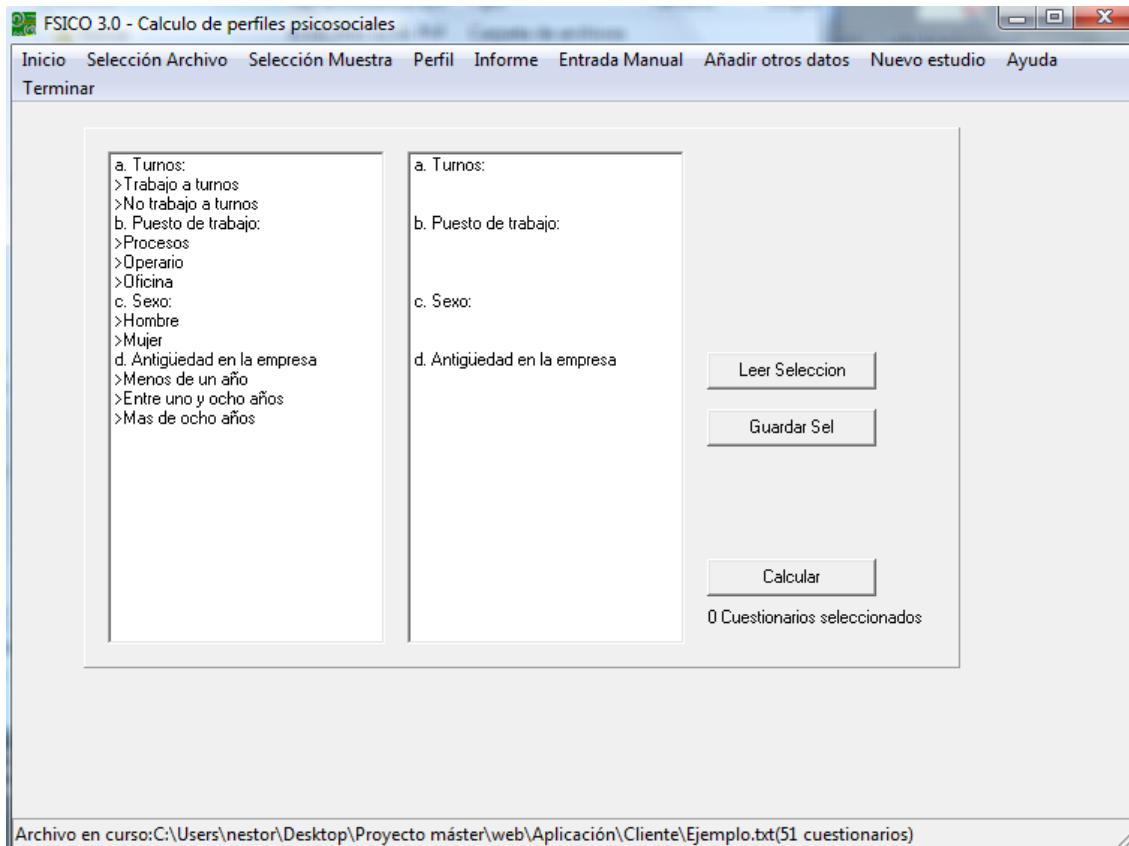 FSICO 3.0 - Calculo de perfiles psicosociales
Inicio Selección Archivo Selección Muestra Perfil Informe Entrada Manual Añadir otros datos Nuevo estudio Ayuda
Terminar
a. Turnos:
>Trabajo a turnos
>No trabajo a turnos
b. Puesto de trabajo:
>Procesos
>Operario
>Oficina
c. Sexo:
>Hombre
>Mujer
d. Antigüedad en la empresa
>Menos de un año
>Entre uno y ocho años
>Mas de ocho años
a. Turnos:
b. Puesto de trabajo:
c. Sexo:
d. Antigüedad en la empresa
Leer Seleccion
Guardar Sel
Calcular
0 Cuestionarios seleccionados
Archivo en curso:C:\Users\nestor\Desktop\Proyecto máster\web\Aplicación\Cliente\Ejemplo.txt(51 cuestionarios)